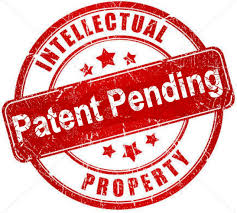 INTELLECTUAL
Patent Pending
PROPERTY